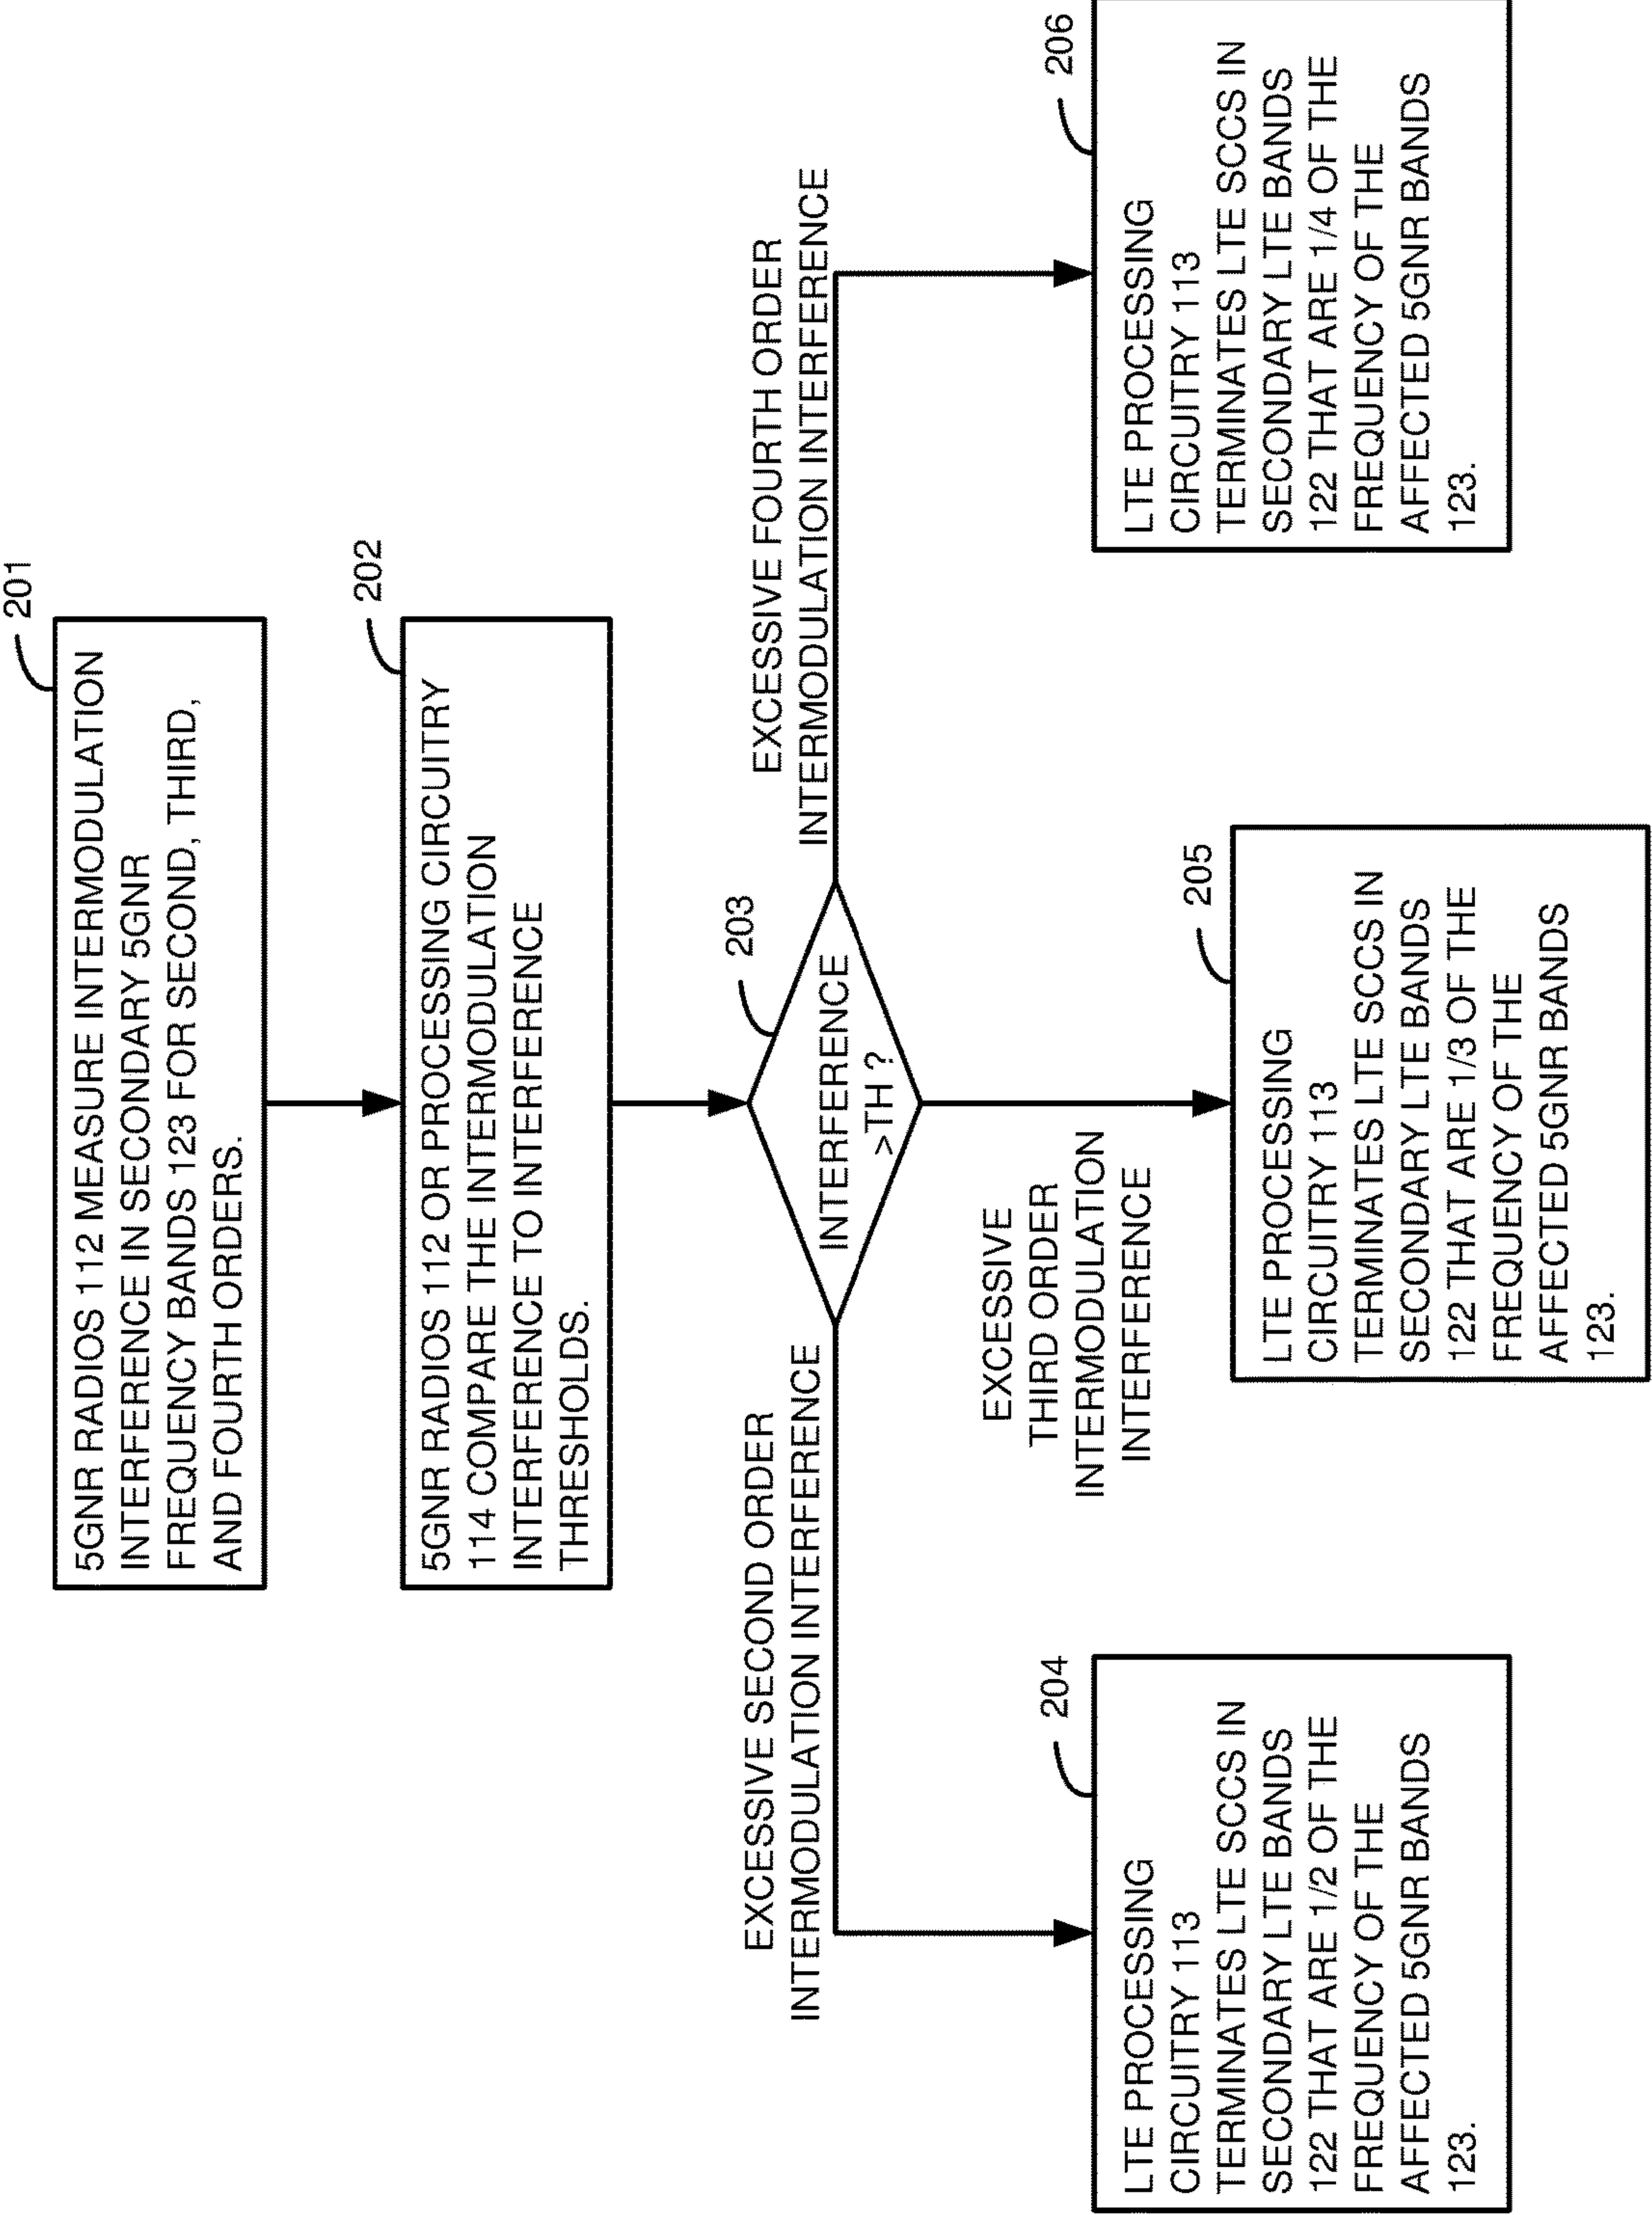 201
5GNR RADIOS 112 MEASURE INTERMODULATION
INTERFERENCE IN SECONDARY 5GNR
FREQUENCY BANDS 123 FOR SECOND, THIRD,
AND FOURTH ORDERS.
202
5GNR RADIOS 112 OR PROCESSING CIRCUITRY
114 COMPARE THE INTERMODULATION
INTERFERENCE TO INTERFERENCE
THRESHOLDS.
203
INTERFERENCE
>TH ?
EXCESSIVE SECOND ORDER
INTERMODULATION INTERFERENCE
EXCESSIVE
THIRD ORDER
INTERMODULATION
INTERFERENCE
EXCESSIVE FOURTH ORDER
INTERMODULATION INTERFERENCE
204
LTE PROCESSING
CIRCUITRY 113
TERMINATES LTE SCCS IN
SECONDARY LTE BANDS
122 THAT ARE 1/2 OF THE
FREQUENCY OF THE
AFFECTED 5GNR BANDS
123.
205
LTE PROCESSING
CIRCUITRY 113
TERMINATES LTE SCCS IN
SECONDARY LTE BANDS
122 THAT ARE 1/3 OF THE
FREQUENCY OF THE
AFFECTED 5GNR BANDS
123.
206
LTE PROCESSING
CIRCUITRY 113
TERMINATES LTE SCCS IN
SECONDARY LTE BANDS
122 THAT ARE 1/4 OF THE
FREQUENCY OF THE
AFFECTED 5GNR BANDS
123.